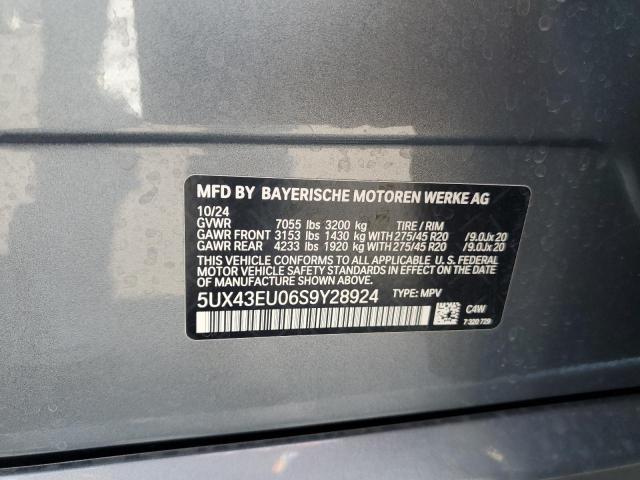 MFD BY BAYERISCHE MOTOREN WERKE AG
10/24
GVWR 7055 lbs 3200 kg TIRE / RIM
GAWR FRONT 3153 lbs 1430 kg WITH 275/45 R20 /9.0Jx20
GAWR REAR 4233 lbs 1920 kg WITH 275/45 R20 /9.0Jx20
THIS VEHICLE CONFORMS TO ALL APPLICABLE U.S. FEDERAL
MOTOR VEHICLE SAFETY STANDARDS IN EFFECT ON THE DATE
OF MANUFACTURE SHOWN ABOVE.
5UX43EU06S9Y28924 TYPE: MPV
C4W
7 320 729